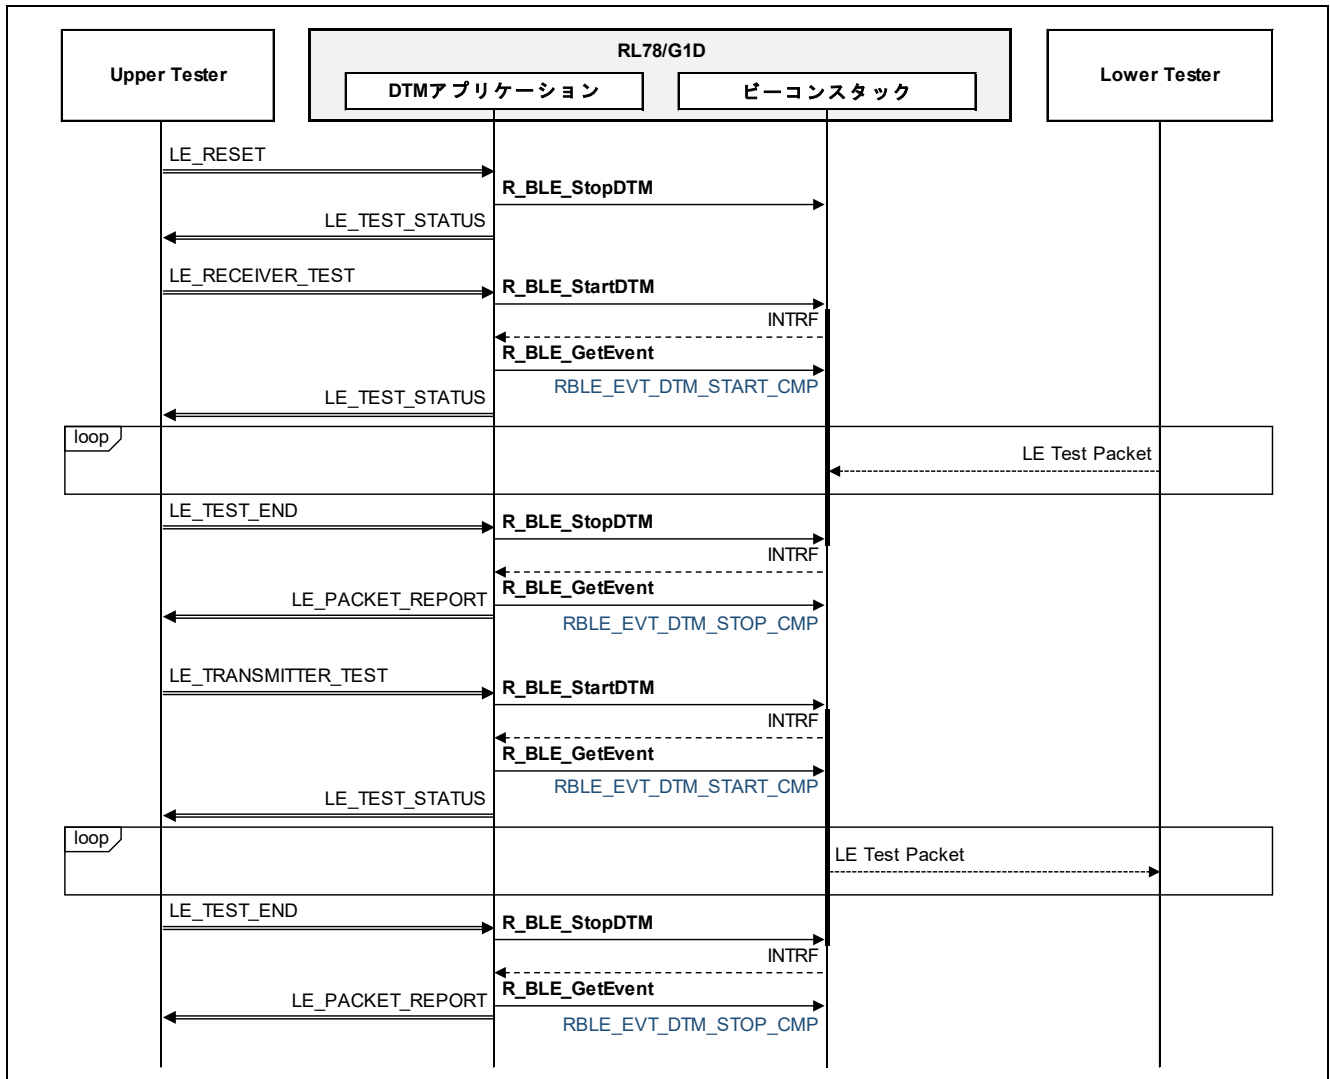 RL78/G1D
Upper Tester
DTMアプリケーション
ビーコンスタック
Lower Tester
LE_RESET
R_BLE_StopDTM
LE_TEST_STATUS
LE_RECEIVER_TEST
R_BLE_StartDTM
INTRF
R_BLE_GetEvent
RBLE_EVT_DTM_START_CMP
LE_TEST_STATUS
loop
LE Test Packet
LE_TEST_END
R_BLE_StopDTM
INTRF
R_BLE_GetEvent
LE_PACKET_REPORT
RBLE_EVT_DTM_STOP_CMP
LE_TRANSMITTER_TEST
R_BLE_StartDTM
INTRF
R_BLE_GetEvent
RBLE_EVT_DTM_START_CMP
LE_TEST_STATUS
loop
LE Test Packet
LE_TEST_END
R_BLE_StopDTM
INTRF
R_BLE_GetEvent
LE_PACKET_REPORT
RBLE_EVT_DTM_STOP_CMP